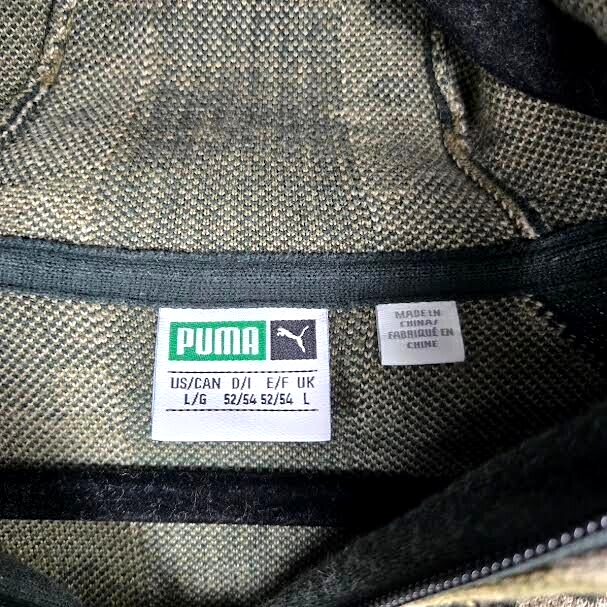 PUMA
US/CAN D/I E/F UK
L/G 52/54 52/54 L
MADE IN
CHINA/
FABRIQUÉ EN
CHINE